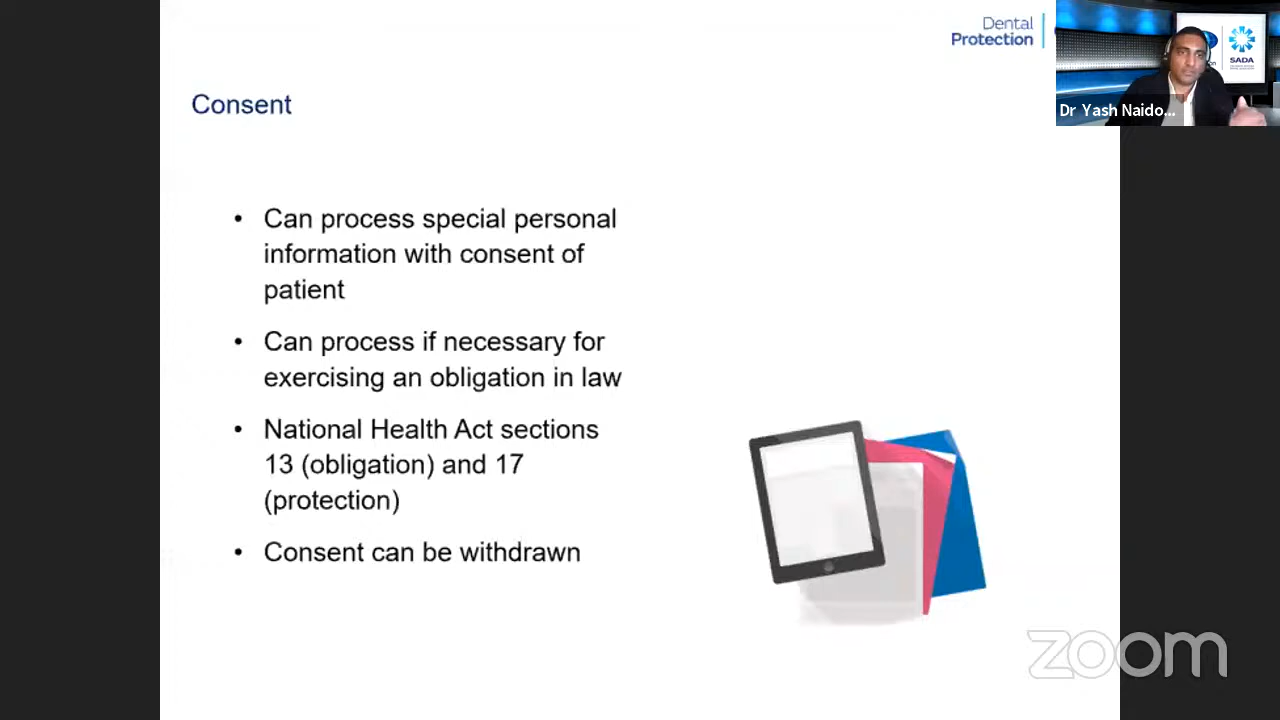 Dental
Protection
SADA
Dr Yash Naido...
Consent
• Can process special personal
information with consent of
patient
• Can process if necessary for
exercising an obligation in law
• National Health Act sections
13 (obligation) and 17
(protection)
• Consent can be withdrawn
zoom